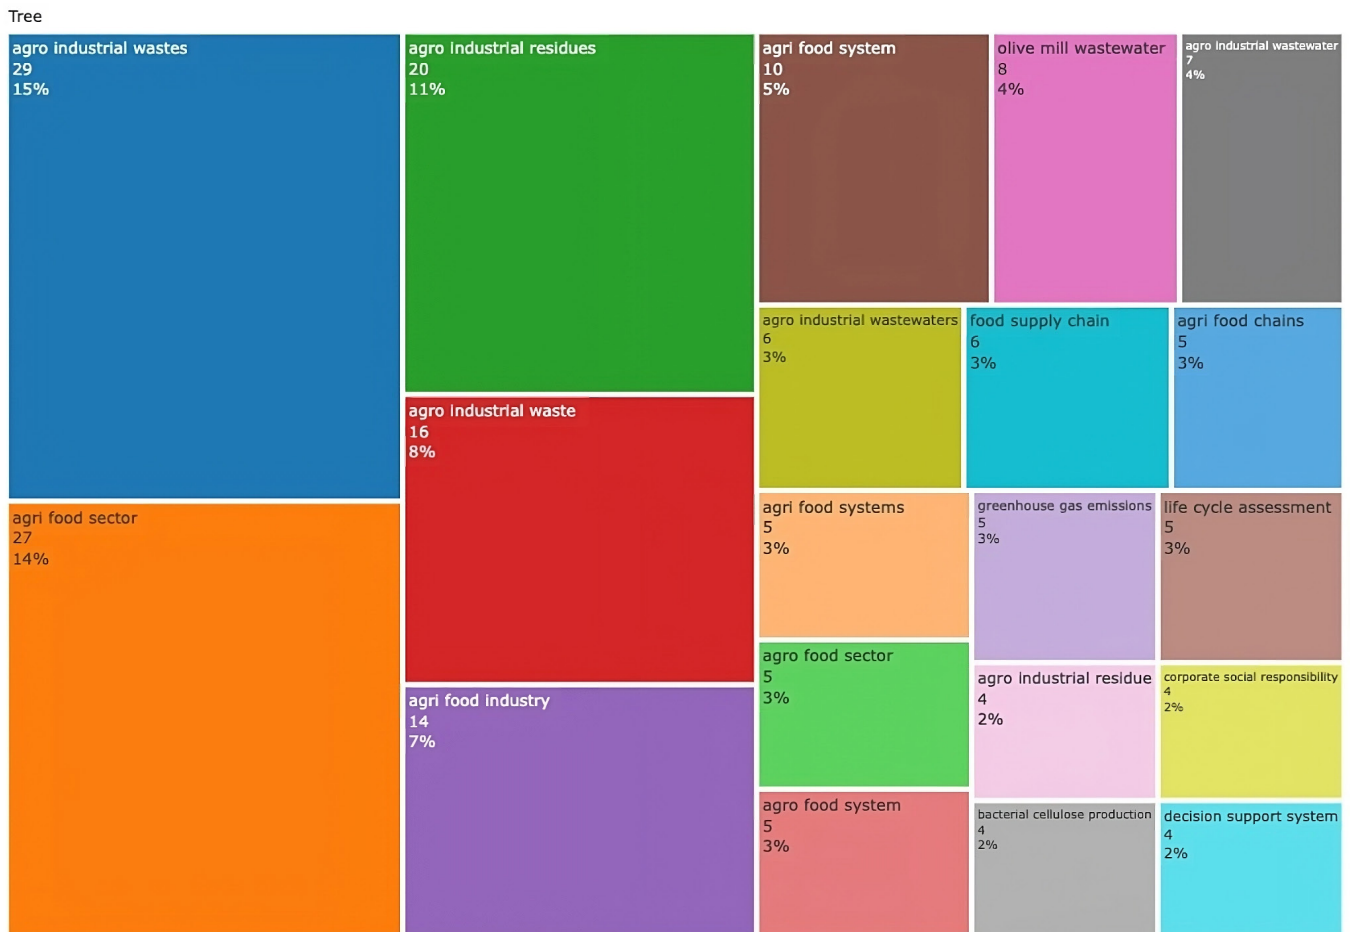 Tree
agro industrial wastes
29
15%
agri food sector
27
14%
agro industrial residues
20
11%
agro industrial waste
16
8%
agri food industry
14
7%
agri food system
10
5%
olive mill wastewater
8
4%
agro industrial wastewater
7
4%
agro industrial wastewaters
6
3%
food supply chain
6
3%
agri food chains
5
3%
agri food systems
5
3%
agro food sector
5
3%
agro food system
5
3%
greenhouse gas emissions
5
3%
life cycle assessment
5
3%
agro industrial residue
4
2%
corporate social responsibility
4
2%
bacterial cellulose production
4
2%
decision support system
4
2%